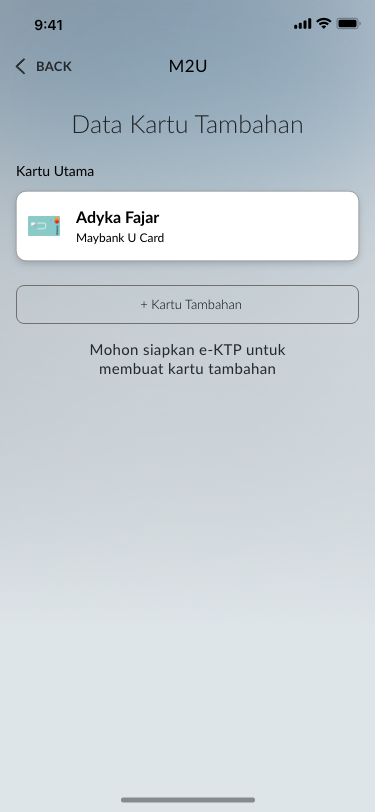 9:41
BACK
M2U
Data Kartu Tambahan
Kartu Utama
Adyka Fajar
Maybank U Card
+ Kartu Tambahan
Mohon siapkan e-KTP untuk
membuat kartu tambahan